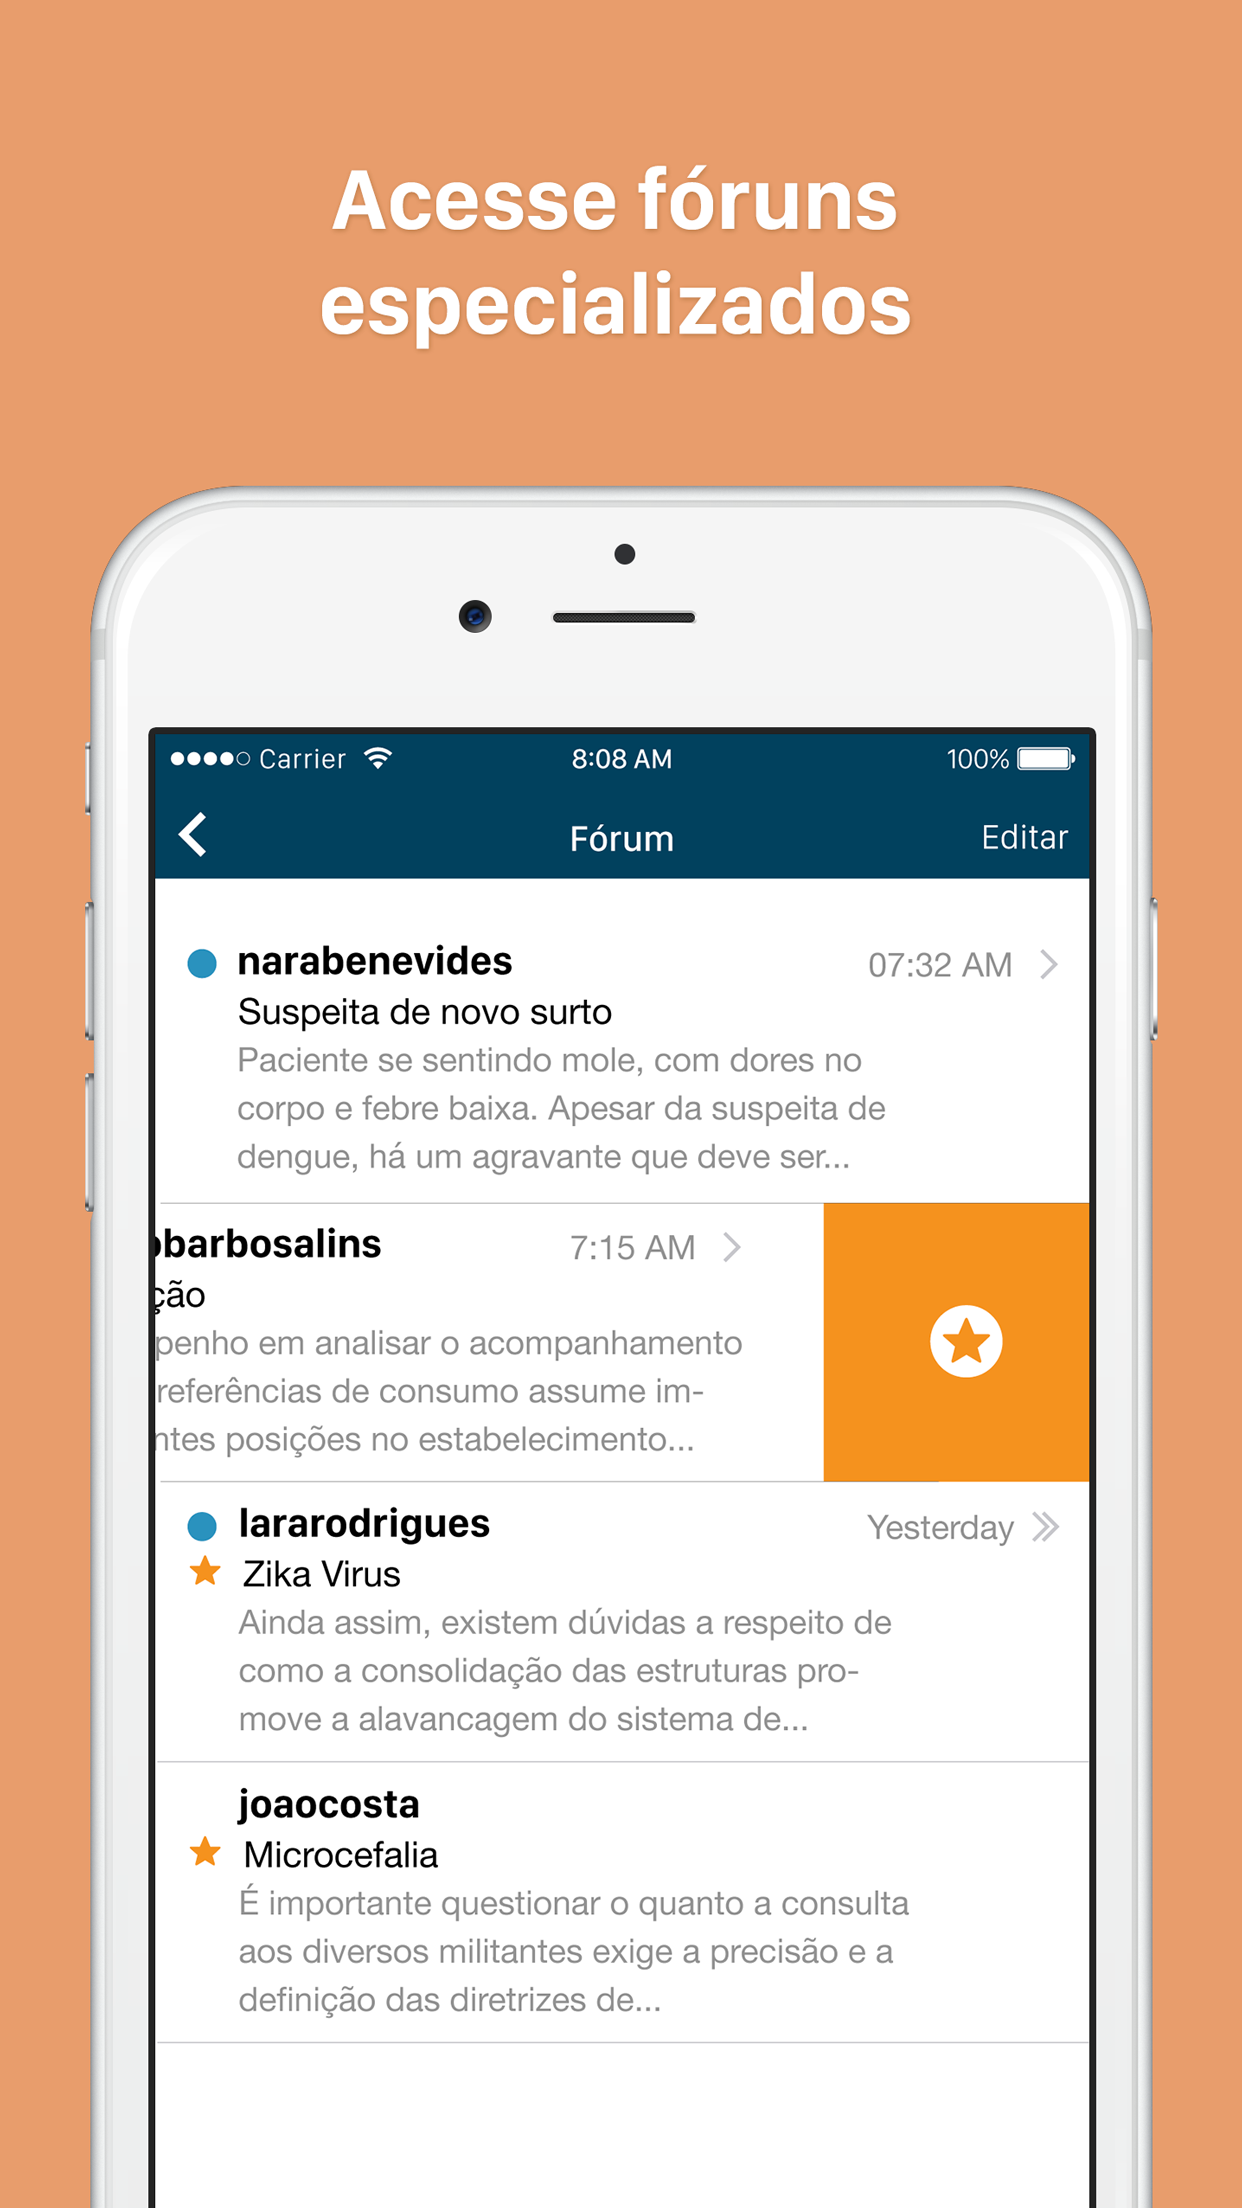 Acesse fóruns
especializados
Carrier 8:08 AM 100%
Fórum Editar
narabenevides 07:32 AM
Suspeita de novo surto
Paciente se sentindo mole, com dores no
corpo e febre baixa. Apesar da suspeita de
dengue, há um agravante que deve ser...
barbosalins 7:15 AM
ção
penho em analisar o acompanhamento
referências de consumo assume im-
ntes posições no estabelecimento...
lararodrigues Yesterday
Zika Virus
Ainda assim, existem dúvidas a respeito de
como a consolidação das estruturas pro-
move a alavancagem do sistema de...
joaocosta
Microcefalia
É importante questionar o quanto a consulta
aos diversos militantes exige a precisão e a
definição das diretrizes de...